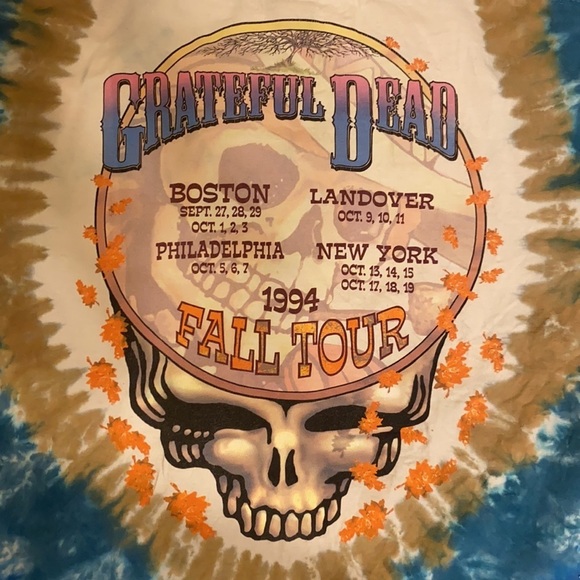 GRATEFUL DEAD
BOSTON
SEPT. 27, 28, 29
OCT. 1, 2, 3
LANDOVER
OCT. 9, 10, 11
PHILADELPHIA
OCT. 5, 6, 7
NEW YORK
OCT. 13, 14, 15
OCT. 17, 18, 19
1994
FALL TOUR